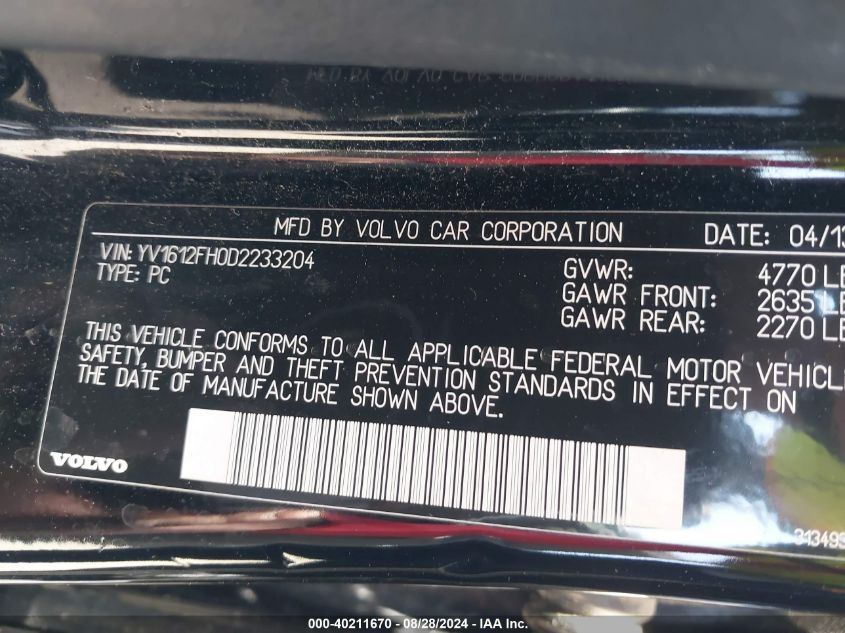 MFD BY VOLVO CAR CORPORATION DATE: 04/13
VIN: YV1612FH0D2233204
TYPE: PC
GVWR: 4770 LB
GAWR FRONT: 2635 LB
GAWR REAR: 2270 LB
THIS VEHICLE CONFORMS TO ALL APPLICABLE FEDERAL MOTOR VEHICLE
SAFETY, BUMPER AND THEFT PREVENTION STANDARDS IN EFFECT ON
THE DATE OF MANUFACTURE SHOWN ABOVE.
VOLVO
000-40211670 - 08/28/2024 - IAA Inc.